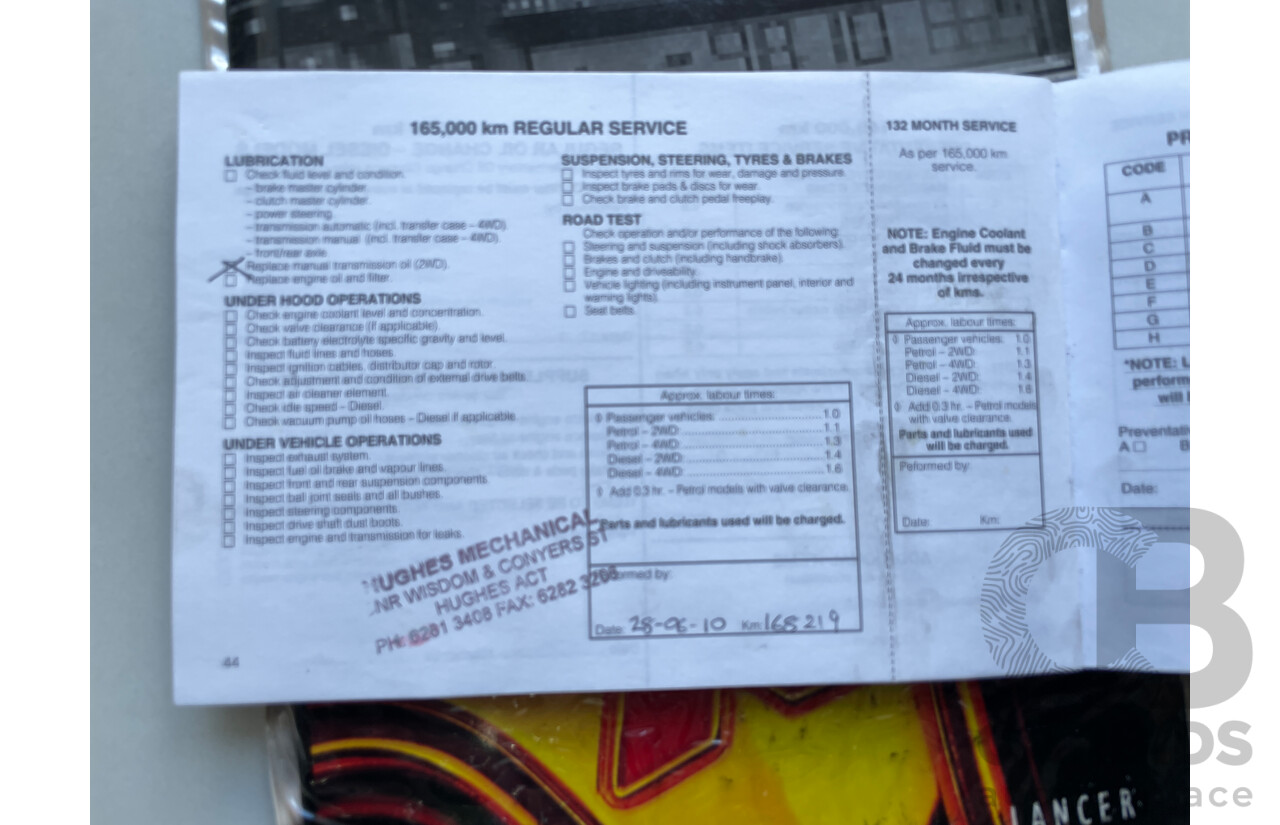 165,000 km REGULAR SERVICE
LUBRICATION
Check fluid level and condition.
– brake master cylinder.
– clutch master cylinder.
– power steering.
– transmission automatic (incl. transfer case – 4WD).
– transmission manual (incl. transfer case – 4WD).
– front/rear axle.
Replace manual transmission oil (2WD).
Replace engine oil and filter.
UNDER HOOD OPERATIONS
Check engine coolant level and concentration.
Check valve clearance (if applicable).
Check battery electrolyte specific gravity and level.
Inspect fluid lines and hoses.
Inspect ignition cables, distributor cap and rotor.
Check adjustment and condition of external drive belts.
Inspect air cleaner element.
Check idle speed – Diesel.
Check vacuum pump oil hoses – Diesel if applicable.
UNDER VEHICLE OPERATIONS
Inspect exhaust system.
Inspect fuel oil brake and vapour lines.
Inspect front and rear suspension components.
Inspect ball joint seals and all bushes.
Inspect steering components.
Inspect drive shaft dust boots.
Inspect engine and transmission for leaks.
HUGHES MECHANICAL
CNR WISDOM & CONYERS ST
HUGHES ACT
PH: 6281 3408 FAX: 6282 3268
44
SUSPENSION, STEERING, TYRES & BRAKES
Inspect tyres and rims for wear, damage and pressure.
Inspect brake pads & discs for wear.
Check brake and clutch pedal freeplay.
ROAD TEST
Check operation and/or performance of the following:
Steering and suspension (including shock absorbers).
Brakes and clutch (including handbrake).
Engine and driveability.
Vehicle lighting (including instrument panel, interior and
warning lights).
Seat belts.
Approx. labour times:
◊ Passenger vehicles: 1.0
Petrol – 2WD: 1.1
Petrol – 4WD: 1.3
Diesel – 2WD: 1.4
Diesel – 4WD: 1.6
◊ Add 0.3 hr. – Petrol models with valve clearance.
Parts and lubricants used will be charged.
Performed by:
Date: 28-06-10 Km: 168219
132 MONTH SERVICE
As per 165,000 km
service.
NOTE: Engine Coolant
and Brake Fluid must be
changed every
24 months irrespective
of kms.
Approx. labour times:
◊ Passenger vehicles: 1.0
Petrol – 2WD: 1.1
Petrol – 4WD: 1.3
Diesel – 2WD: 1.4
Diesel – 4WD: 1.6
◊ Add 0.3 hr. – Petrol models
with valve clearance.
Parts and lubricants used
will be charged.
Peformed by:
Date: Km:
PR
CODE
A
B
C
D
E
F
G
H
*NOTE: L
perform
will
Preventati
A B
Date:
LANCER
CB
os
ace